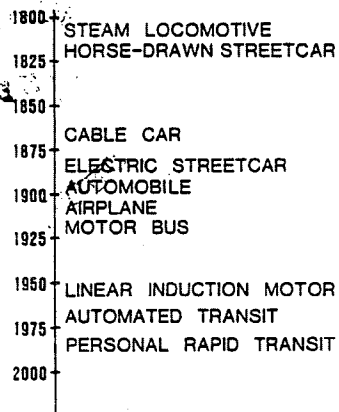 1800
STEAM LOCOMOTIVE
HORSE-DRAWN STREETCAR
1825
1850
CABLE CAR
1875
ELECTRIC STREETCAR
AUTOMOBILE
1900
AIRPLANE
MOTOR BUS
1925
1950
LINEAR INDUCTION MOTOR
AUTOMATED TRANSIT
1975
PERSONAL RAPID TRANSIT
2000